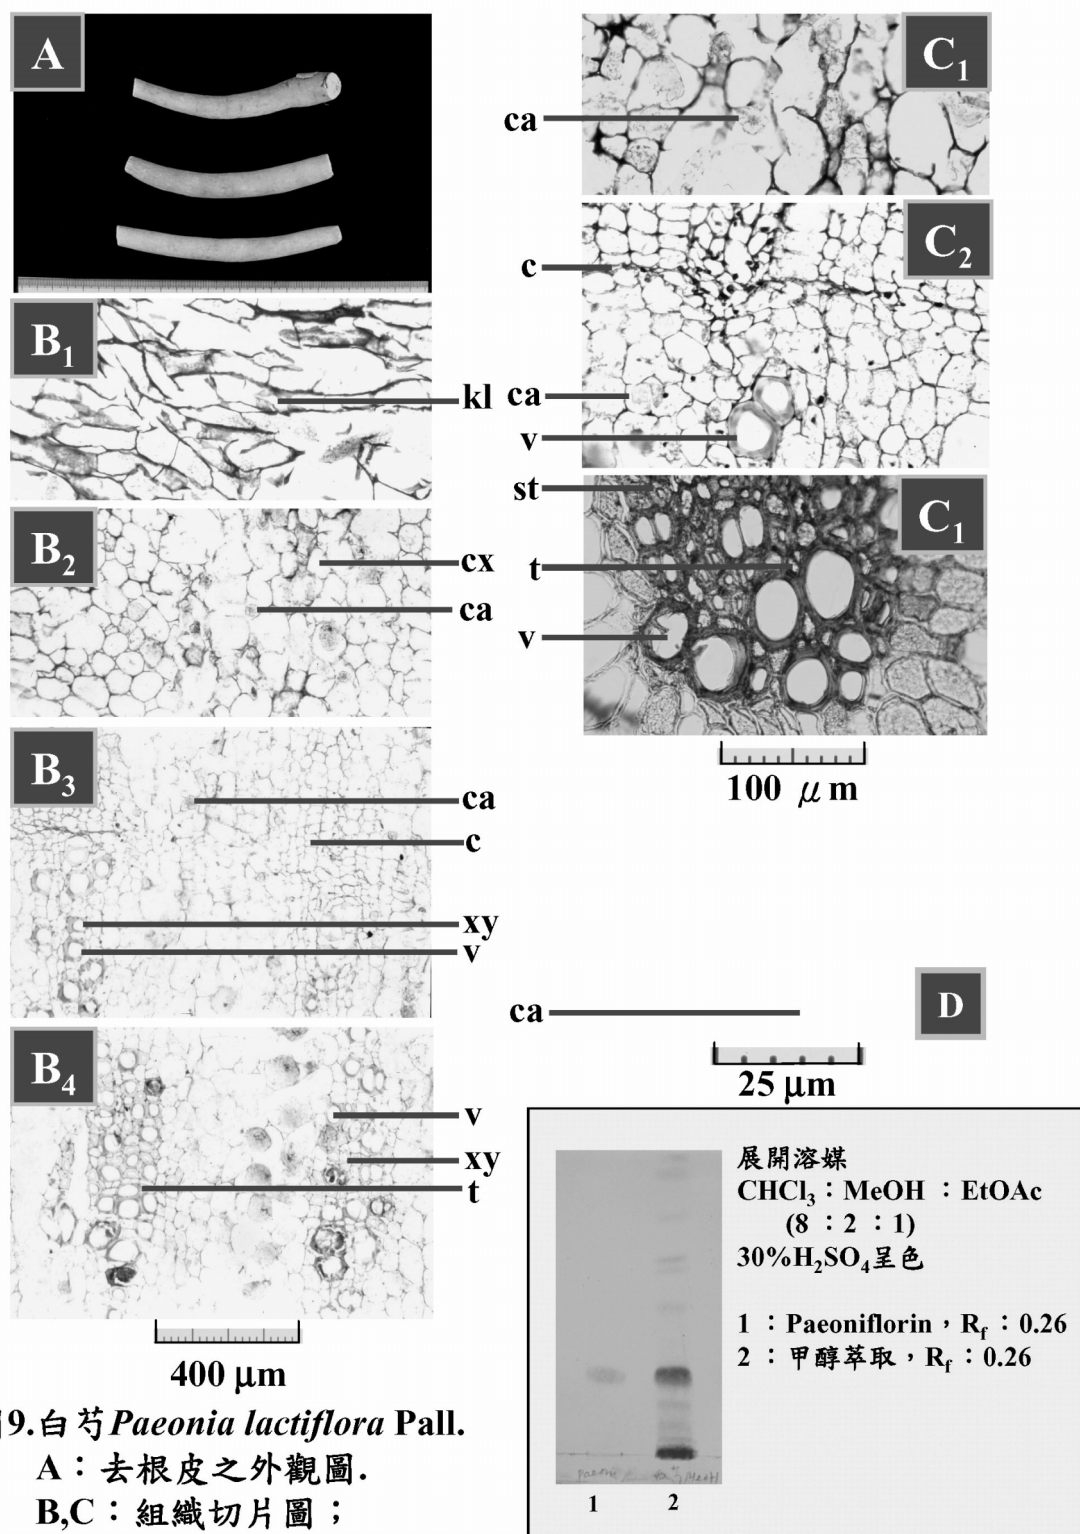 A
B₁
kl
B₂
cx
ca
B₃
ca
c
xy
v
B₄
v
xy
t
400 μm
C₁
ca
C₂
c
ca
v
C₁
st
t
v
100 μm
D
ca
25 μm
展開溶媒
CHCl₃：MeOH：EtOAc
(8：2：1)
30%H₂SO₄呈色
1：Paeoniflorin，Rf：0.26
2：甲醇萃取，Rf：0.26
1 2
9.白芍Paeonia lactiflora Pall.
A：去根皮之外觀圖.
B,C：組織切片圖；